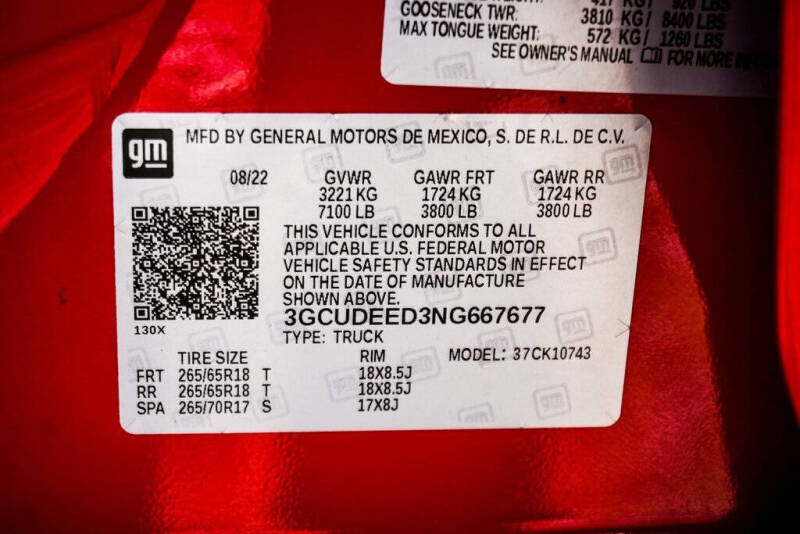 417 KG/ 920 LBS
GOOSENECK TWR: 3810 KG/ 8400 LBS
MAX TONGUE WEIGHT: 572 KG/ 1260 LBS
SEE OWNER'S MANUAL FOR MORE
gm
MFD BY GENERAL MOTORS DE MEXICO, S. DE R.L. DE C.V.
08/22 GVWR GAWR FRT GAWR RR
3221 KG 1724 KG 1724 KG
7100 LB 3800 LB 3800 LB
THIS VEHICLE CONFORMS TO ALL
APPLICABLE U.S. FEDERAL MOTOR
VEHICLE SAFETY STANDARDS IN EFFECT
ON THE DATE OF MANUFACTURE
SHOWN ABOVE.
3GCUDEED3NG667677
130X
TYPE: TRUCK
TIRE SIZE RIM MODEL: 37CK10743
FRT 265/65R18 T 18X8.5J
RR 265/65R18 T 18X8.5J
SPA 265/70R17 S 17X8J